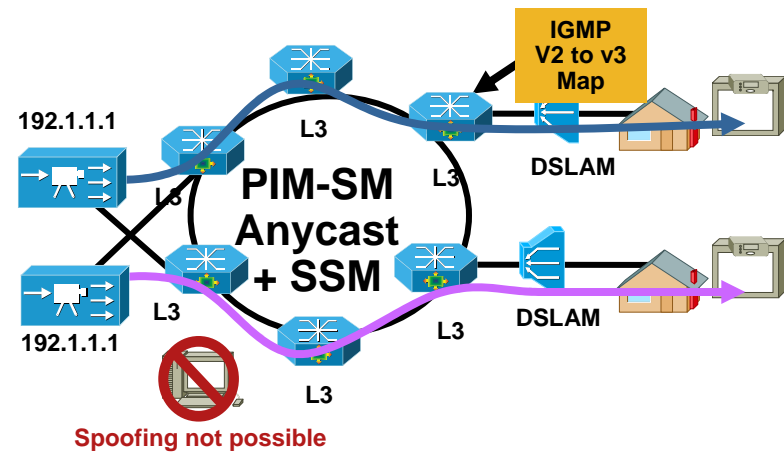 IGMP
V2 to v3
Map
192.1.1.1
L3
L3
L3
DSLAM
PIM-SM
Anycast
+ SSM
L3
L3
L3
DSLAM
192.1.1.1
Spoofing not possible